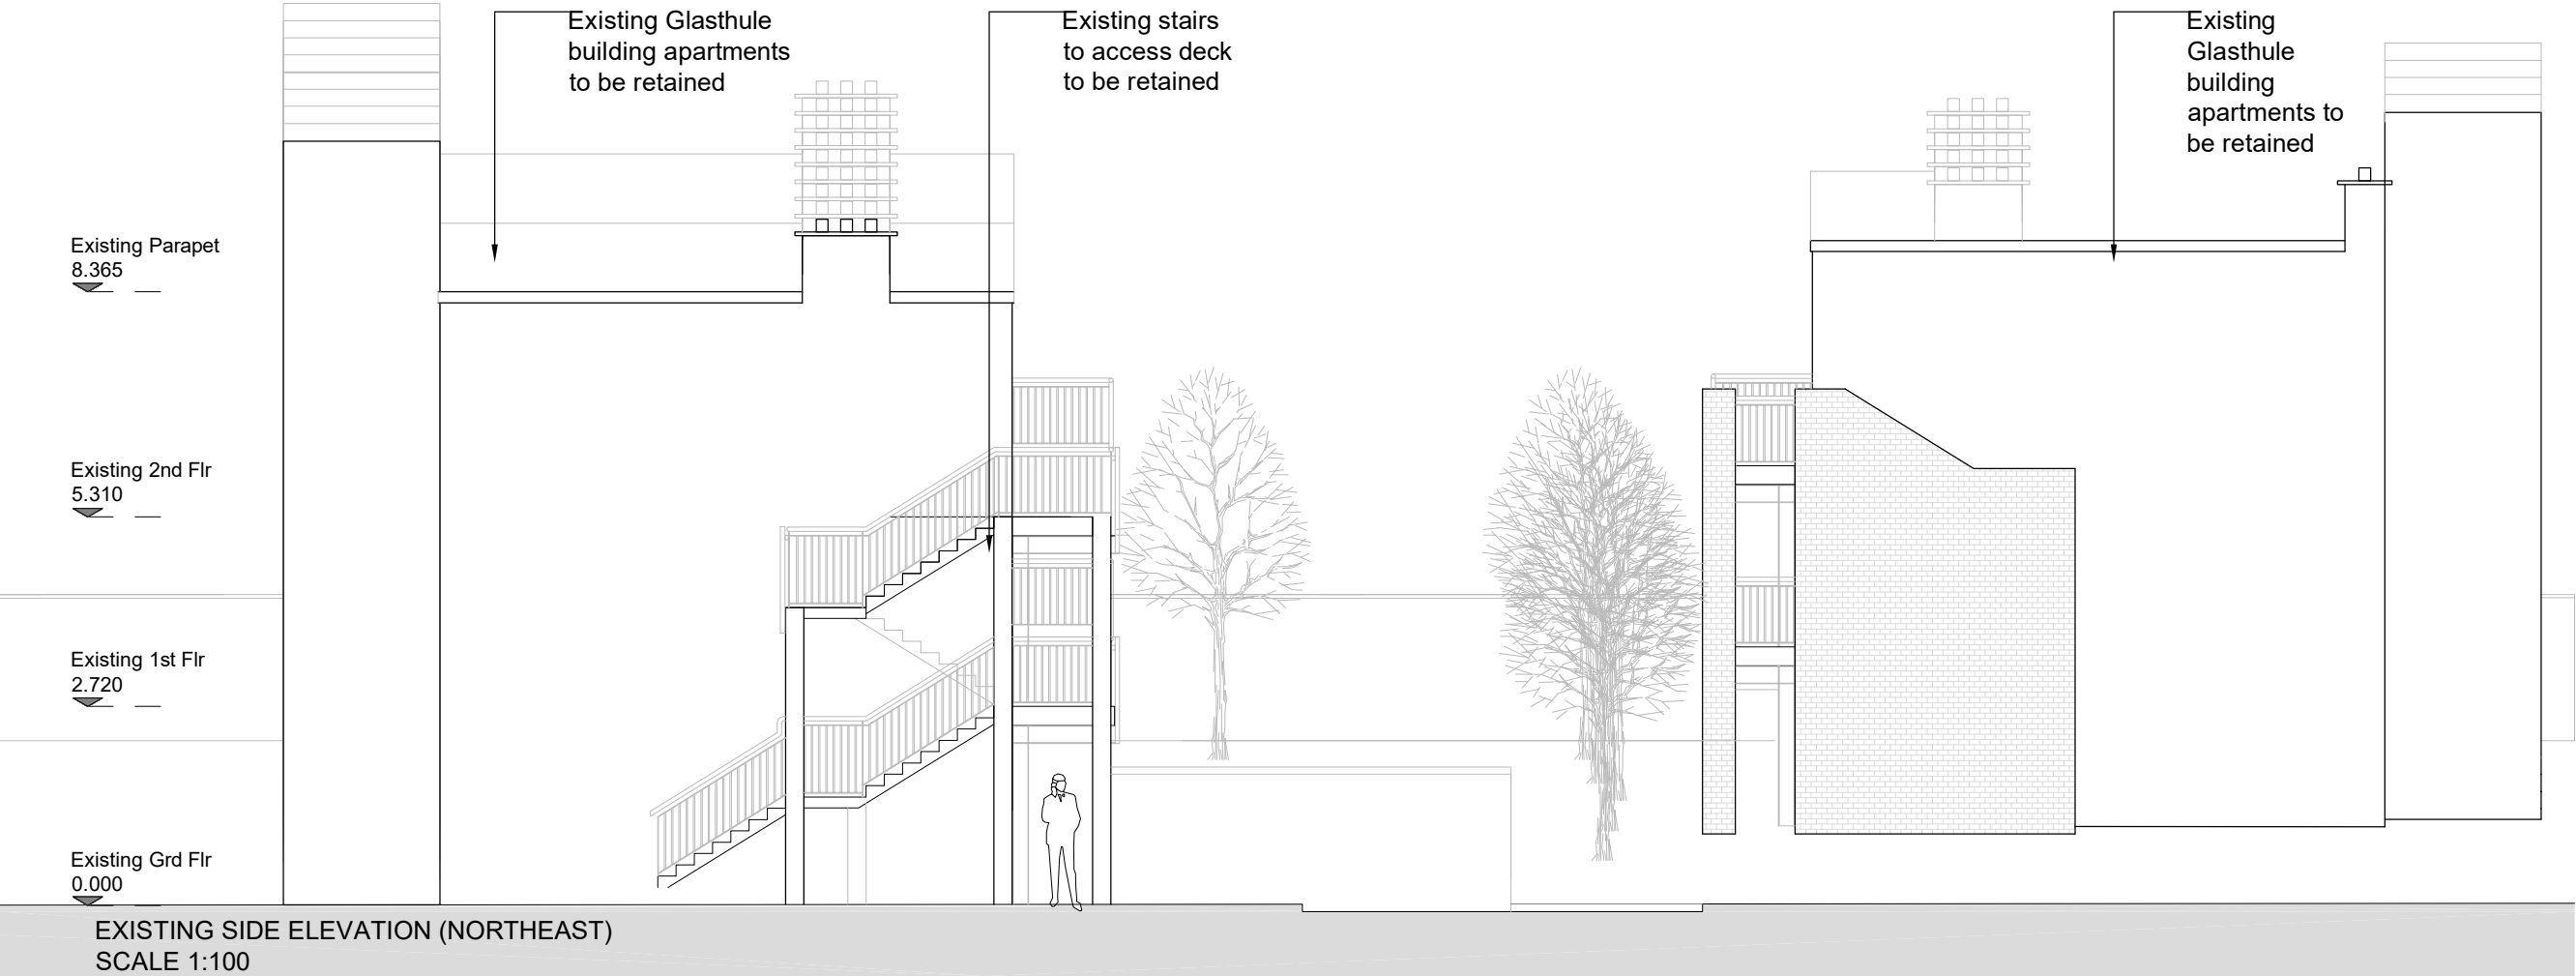 Existing Glasthule
building apartments
to be retained
Existing stairs
to access deck
to be retained
Existing
Glasthule
building
apartments to
be retained
Existing Parapet
8.365
Existing 2nd Flr
5.310
Existing 1st Flr
2.720
Existing Grd Flr
0.000
EXISTING SIDE ELEVATION (NORTHEAST)
SCALE 1:100